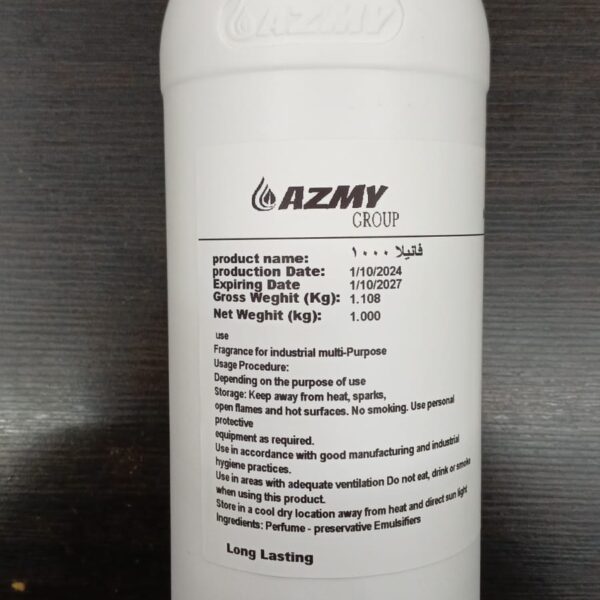 AZMY
AZMY
GROUP
product name: فانيلا ١٠٠٠
production Date: 1/10/2024
Expiring Date 1/10/2027
Gross Weghit (Kg): 1.108
Net Weghit (kg): 1.000
use
Fragrance for industrial multi-Purpose
Usage Procedure:
Depending on the purpose of use
Storage: Keep away from heat, sparks,
open flames and hot surfaces. No smoking. Use personal
protective
equipment as required.
Use in accordance with good manufacturing and industrial
hygiene practices.
Use in areas with adequate ventilation Do not eat, drink or smoke
when using this product.
Store in a cool dry location away from heat and direct sun light
Ingredients: Perfume - preservative Emulsifiers
Long Lasting